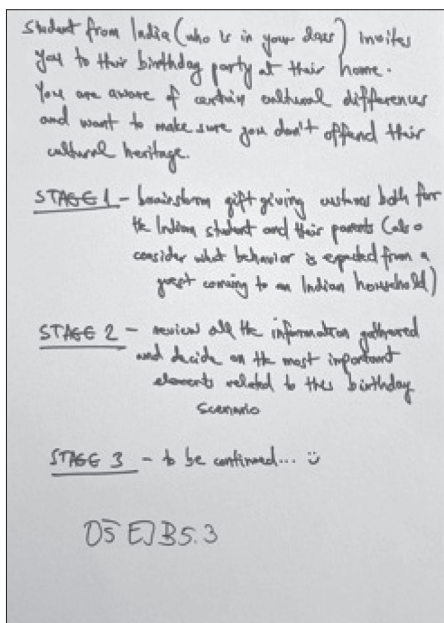 Student from India (who is in your class) invites
you to their birthday party at their home.
You are aware of certain cultural differences
and want to make sure you don't offend their
cultural heritage.
STAGE 1 - brainstorm gift giving customs both for
the Indian student and their parents (also
consider what behavior is expected from a
guest coming to an Indian household)
STAGE 2 - review all the information gathered
and decide on the most important
elements related to this birthday
scenario
STAGE 3 - to be continued...
B5.3